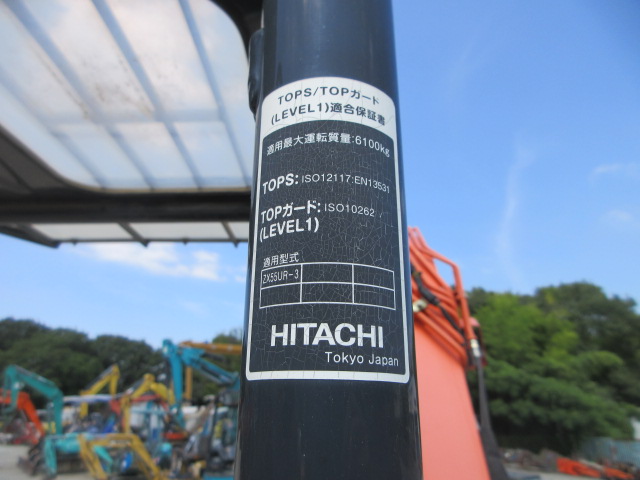 TOPS/TOPガード
(LEVEL1)適合保証書
適用最大運転質量:6100kg
TOPS: ISO12117:EN13531
TOPガード: ISO10262 /
(LEVEL1)
適用型式
ZX55UR-3
HITACHI
Tokyo Japan